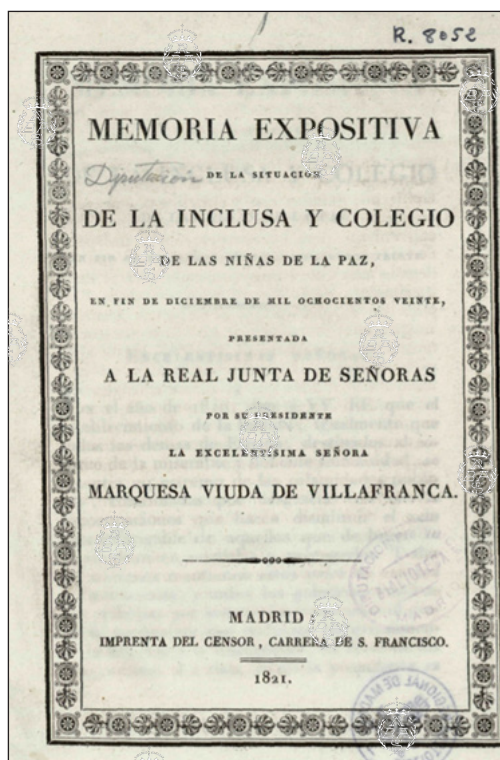 R. 8052
MEMORIA EXPOSITIVA
Diputación DE LA SITUACION
DE LA INCLUSA Y COLEGIO
DE LAS NIÑAS DE LA PAZ,
EN FIN DE DICIEMBRE DE MIL OCHOCIENTOS VEINTE,
PRESENTADA
A LA REAL JUNTA DE SEÑORAS
POR SU PRESIDENTE
LA EXCELENTÍSIMA SEÑORA
MARQUESA VIUDA DE VILLAFRANCA.
MADRID:
IMPRENTA DEL CENSOR, CARRERA DE S. FRANCISCO.
1821.